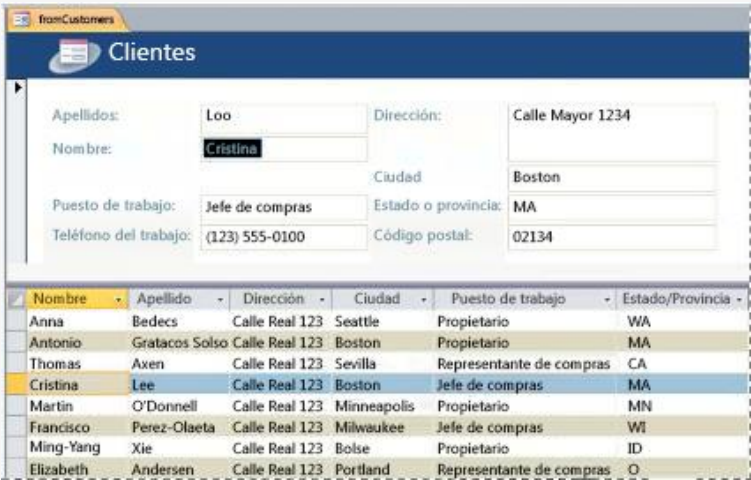 fromCustomers
Clientes
Apellidos: Loo Dirección: Calle Mayor 1234
Nombre: Cristina
Ciudad Boston
Puesto de trabajo: Jefe de compras Estado o provincia: MA
Teléfono del trabajo: (123) 555-0100 Código postal: 02134
Nombre Apellido Dirección Ciudad Puesto de trabajo Estado/Provincia
Anna Bedecs Calle Real 123 Seattle Propietario WA
Antonio Gratacos Solso Calle Real 123 Boston Propietario MA
Thomas Axen Calle Real 123 Sevilla Representante de compras CA
Cristina Lee Calle Real 123 Boston Jefe de compras MA
Martin O'Donnell Calle Real 123 Minneapolis Propietario MN
Francisco Perez-Olaeta Calle Real 123 Milwaukee Jefe de compras WI
Ming-Yang Xie Calle Real 123 Bolse Propietario ID
Elizabeth Andersen Calle Real 123 Portland Representante de compras O